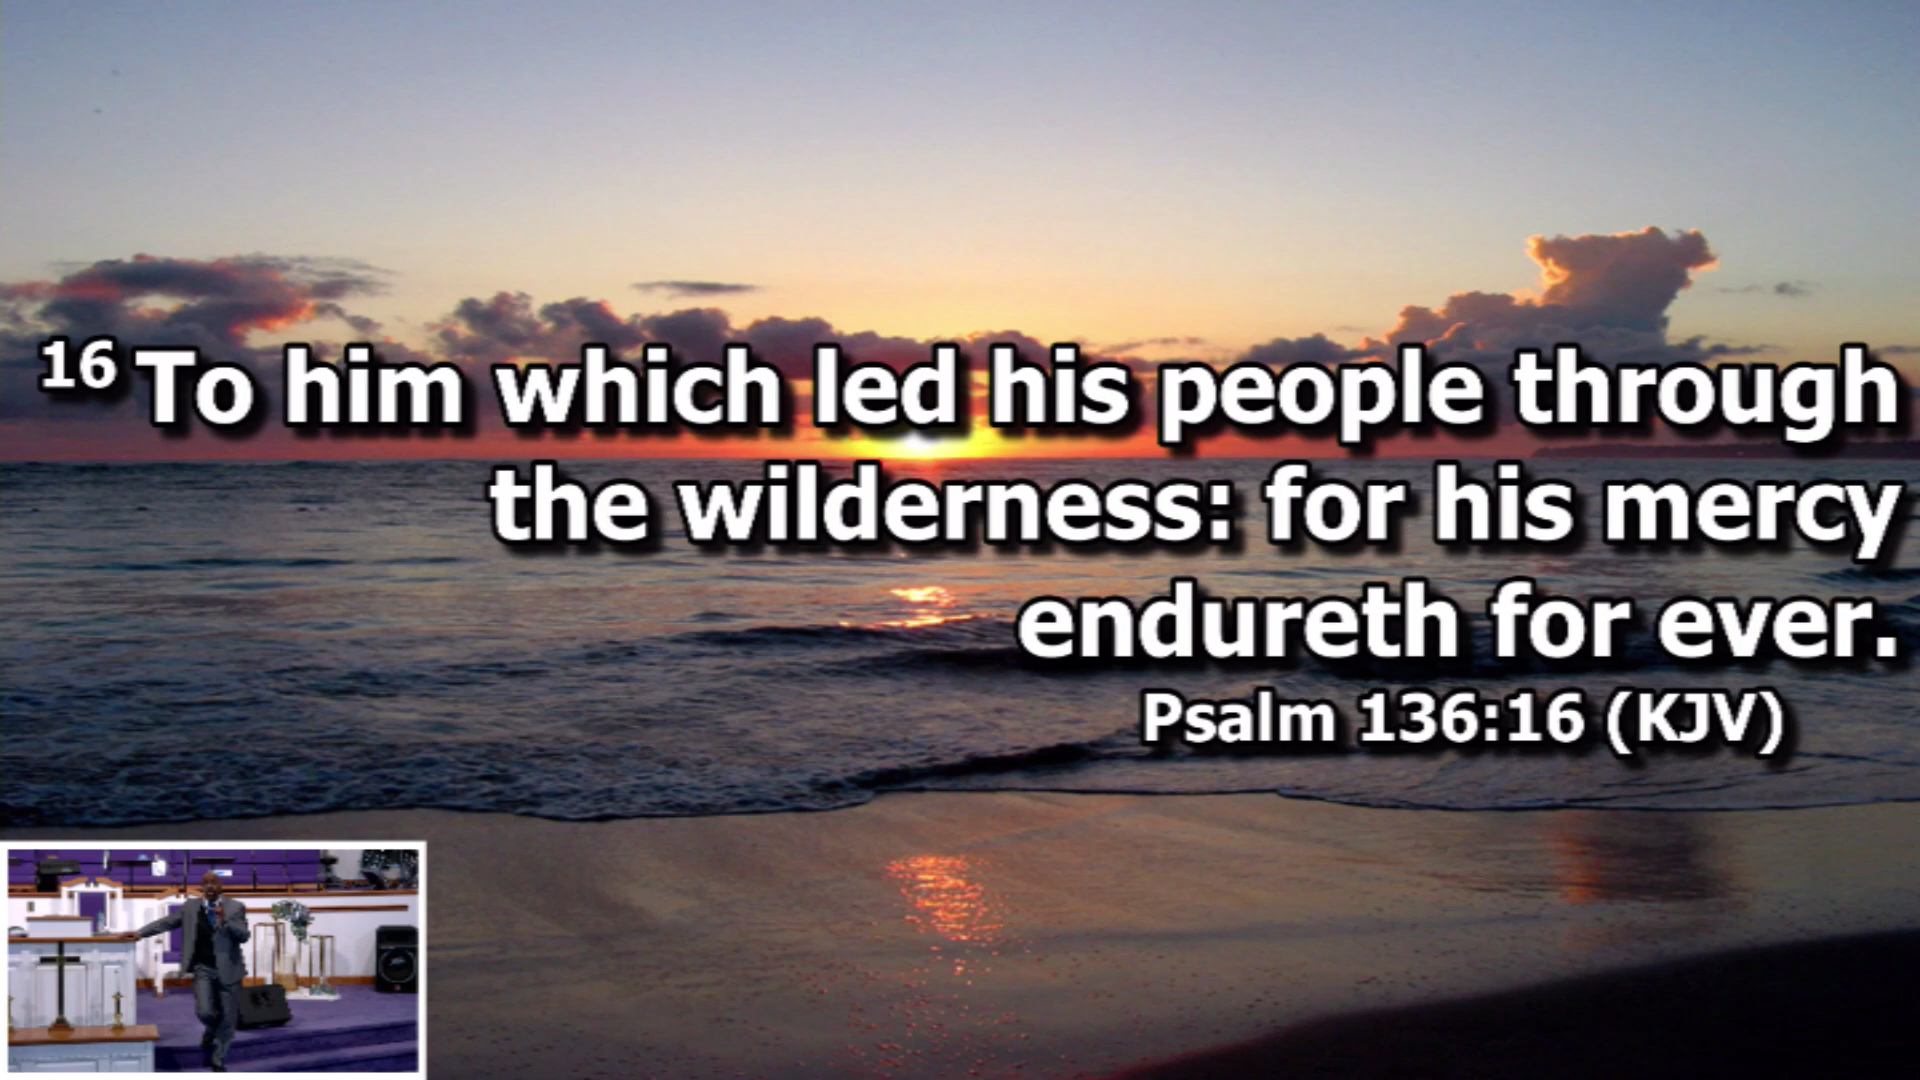 16 To him which led his people through
the wilderness: for his mercy
endureth for ever.
Psalm 136:16 (KJV)